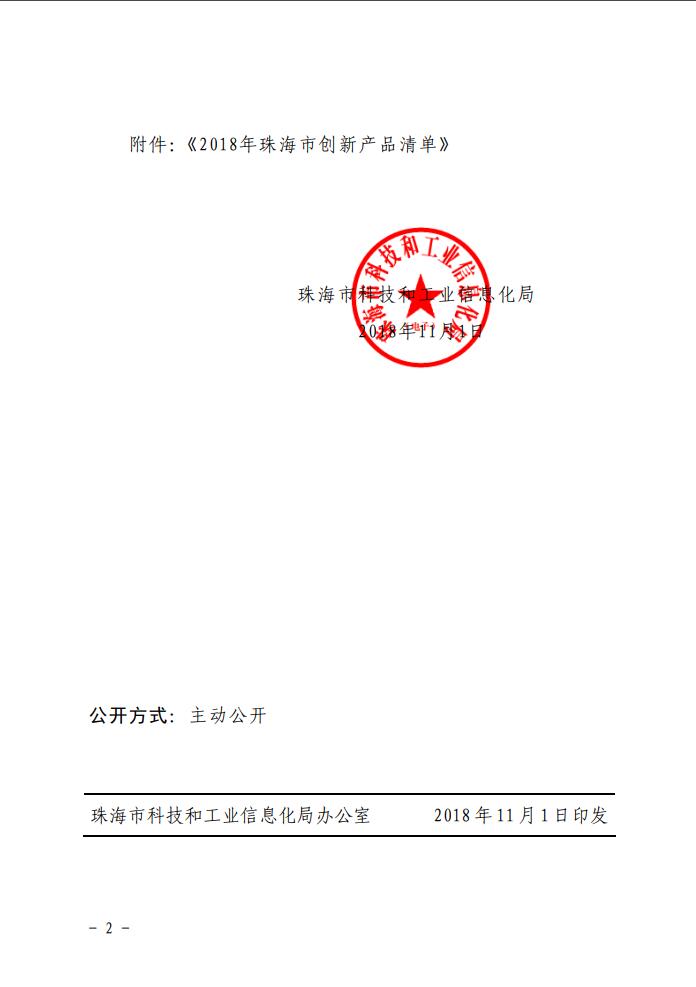 附件：《2018年珠海市创新产品清单》
珠海市科技和工业信息化局
珠海市科技和工业信息化局
（电子）
2018年11月1日
公开方式：主动公开
珠海市科技和工业信息化局办公室 2018年11月1日印发
- 2 -